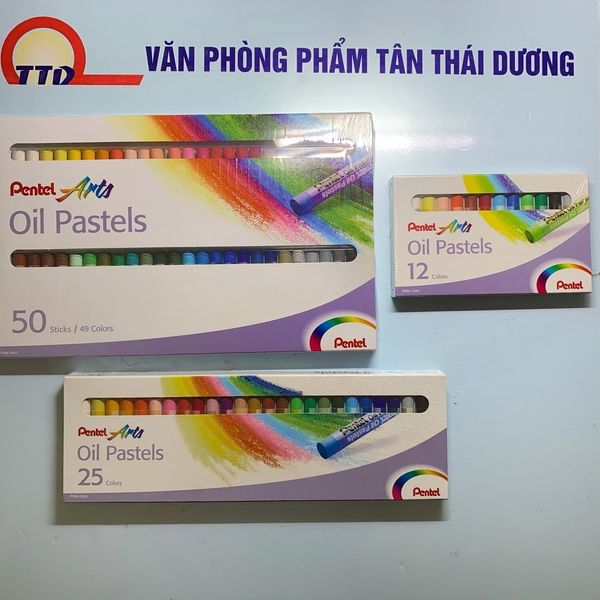 TTD
VĂN PHÒNG PHẨM TÂN THÁI DƯƠNG
Pentel Arts
Oil Pastels
50 Sticks / 49 Colors
Pentel
Pentel Arts
Oil Pastels
12 Colors
Pentel
Pentel Arts
Oil Pastels
25 Colors
Pentel